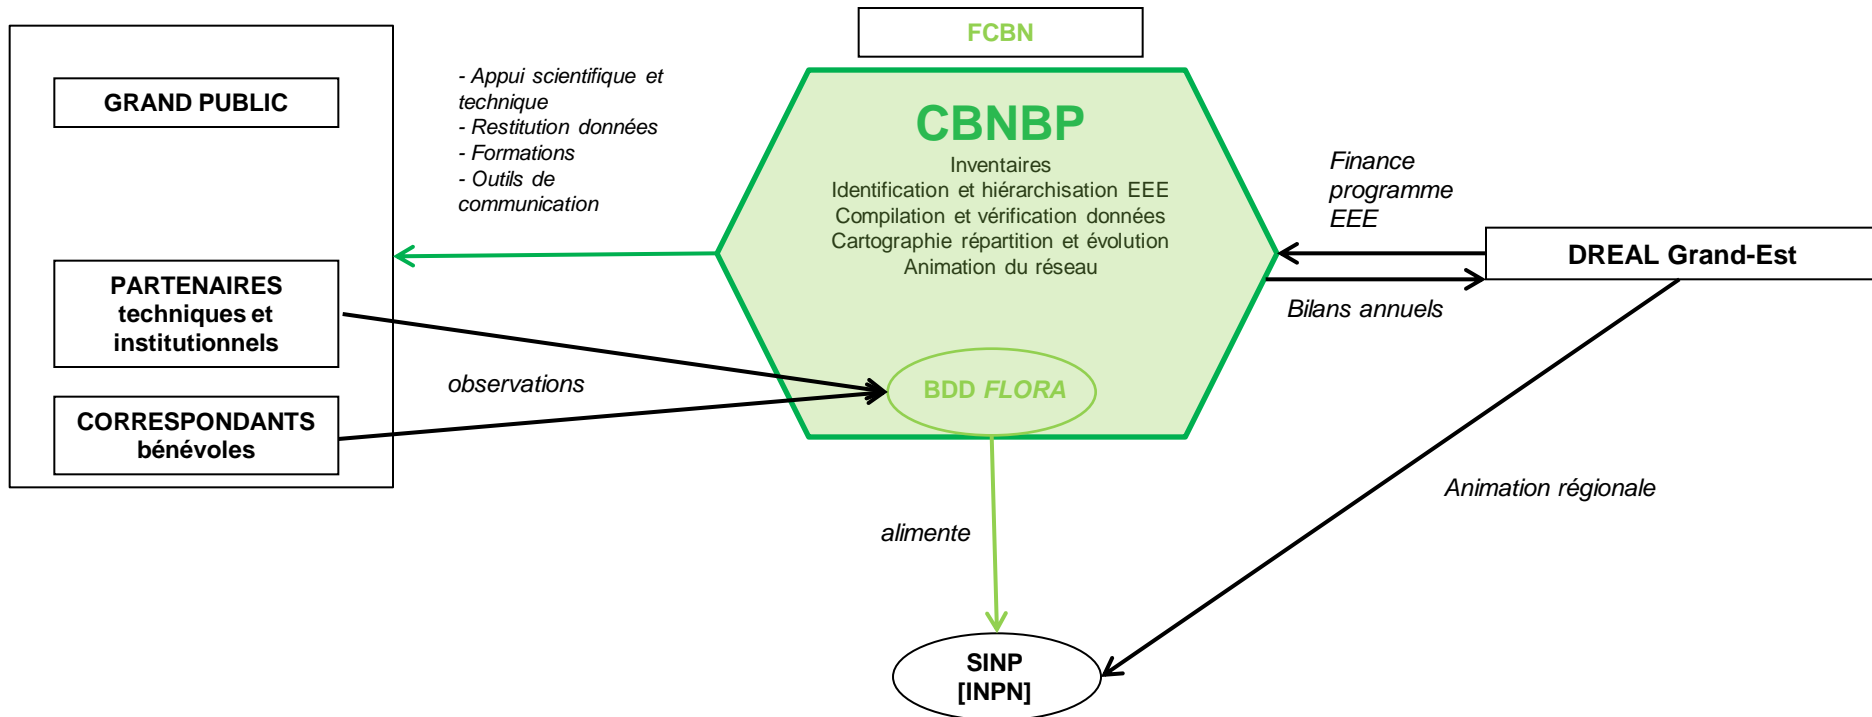 FCBN
GRAND PUBLIC
- Appui scientifique et
technique
- Restitution données
- Formations
- Outils de
communication
CBNBP
Inventaires
Identification et hiérarchisation EEE
Compilation et vérification données
Cartographie répartition et évolution
Animation du réseau
Finance
programme
EEE
DREAL Grand-Est
Bilans annuels
PARTENAIRES
techniques et
institutionnels
observations
BDD FLORA
CORRESPONDANTS
bénévoles
Animation régionale
alimente
SINP
[INPN]